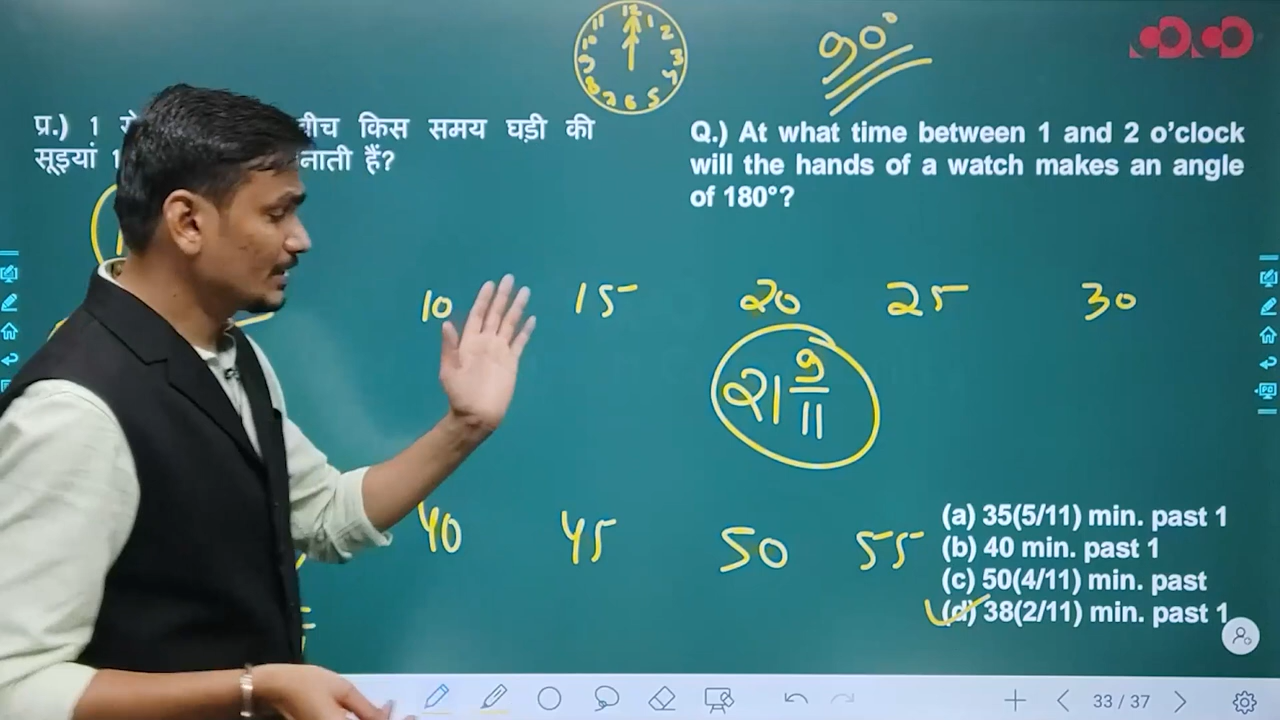 90°
प्र.) 1 बीच किस समय घड़ी की
सूइयां 1 नाती हैं?
Q.) At what time between 1 and 2 o’clock
will the hands of a watch makes an angle
of 180°?
10 15 20 25 30
21 9/11
40 45 50 55
(a) 35(5/11) min. past 1
(b) 40 min. past 1
(c) 50(4/11) min. past
(d) 38(2/11) min. past 1
33 / 37